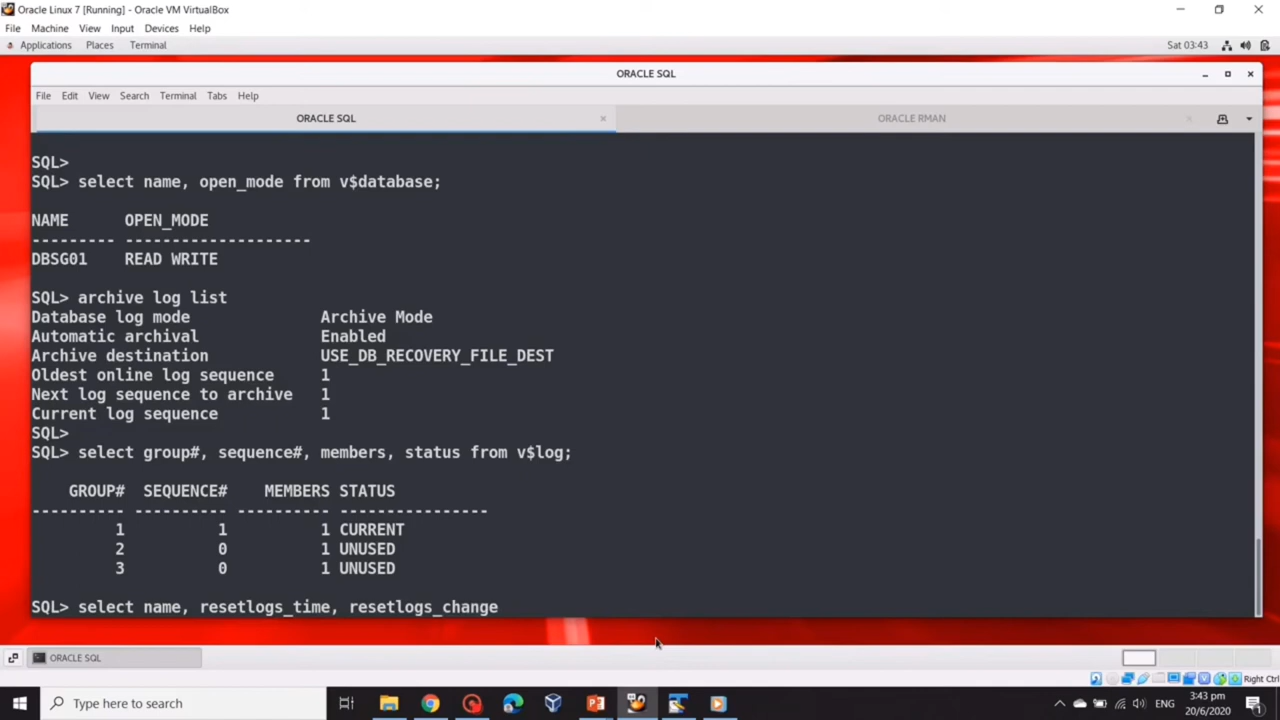 Oracle Linux 7 [Running] - Oracle VM VirtualBox
File Machine View Input Devices Help
Applications Places Terminal Sat 03:43
ORACLE SQL
File Edit View Search Terminal Tabs Help
ORACLE SQL ORACLE RMAN
SQL>
SQL> select name, open_mode from v$database;
NAME OPEN_MODE
--------- --------------------
DBSG01 READ WRITE
SQL> archive log list
Database log mode Archive Mode
Automatic archival Enabled
Archive destination USE_DB_RECOVERY_FILE_DEST
Oldest online log sequence 1
Next log sequence to archive 1
Current log sequence 1
SQL>
SQL> select group#, sequence#, members, status from v$log;
GROUP# SEQUENCE# MEMBERS STATUS
---------- ---------- ---------- ----------------
1 1 1 CURRENT
2 0 1 UNUSED
3 0 1 UNUSED
SQL> select name, resetlogs_time, resetlogs_change
ORACLE SQL
Right Ctrl
Type here to search
ENG
3:43 pm
20/6/2020